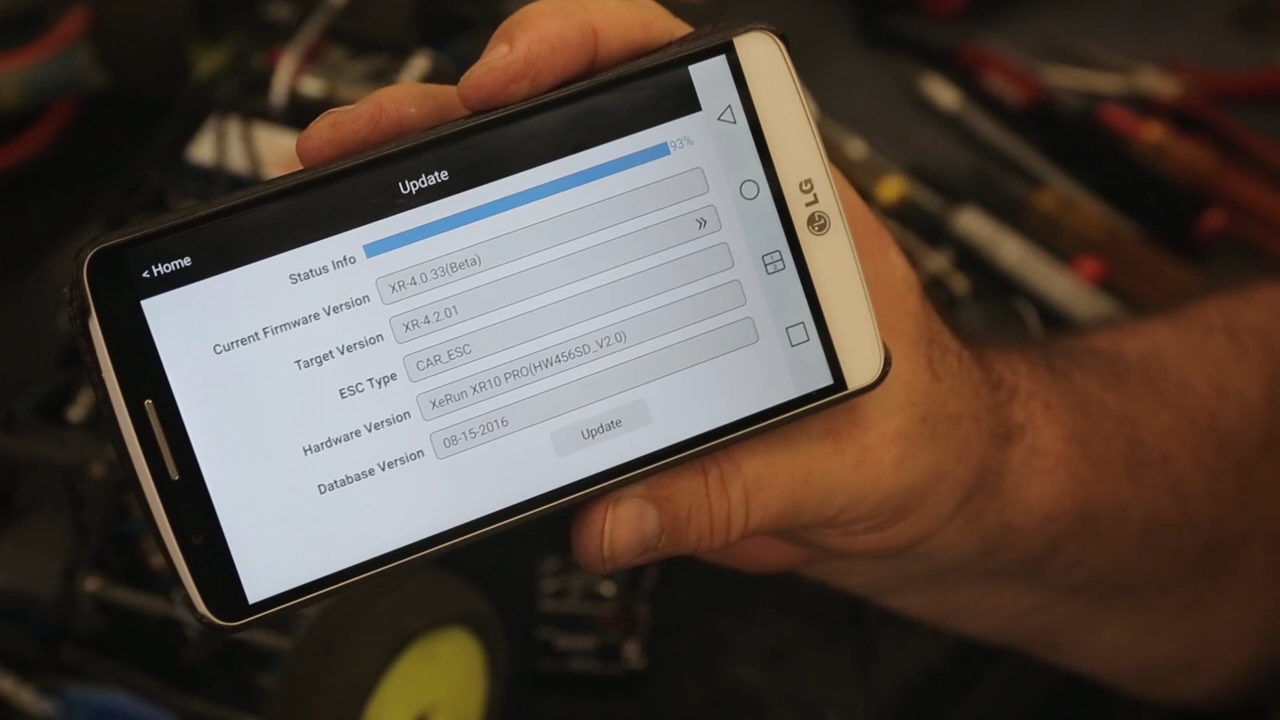 < Home
Update
Status Info
93%
Current Firmware Version
XR-4.0.33(Beta)
Target Version
XR-4.2.01
»
ESC Type
CAR_ESC
Hardware Version
XeRun XR10 PRO(HW456SD_V2.0)
Database Version
08-15-2016
Update
LG